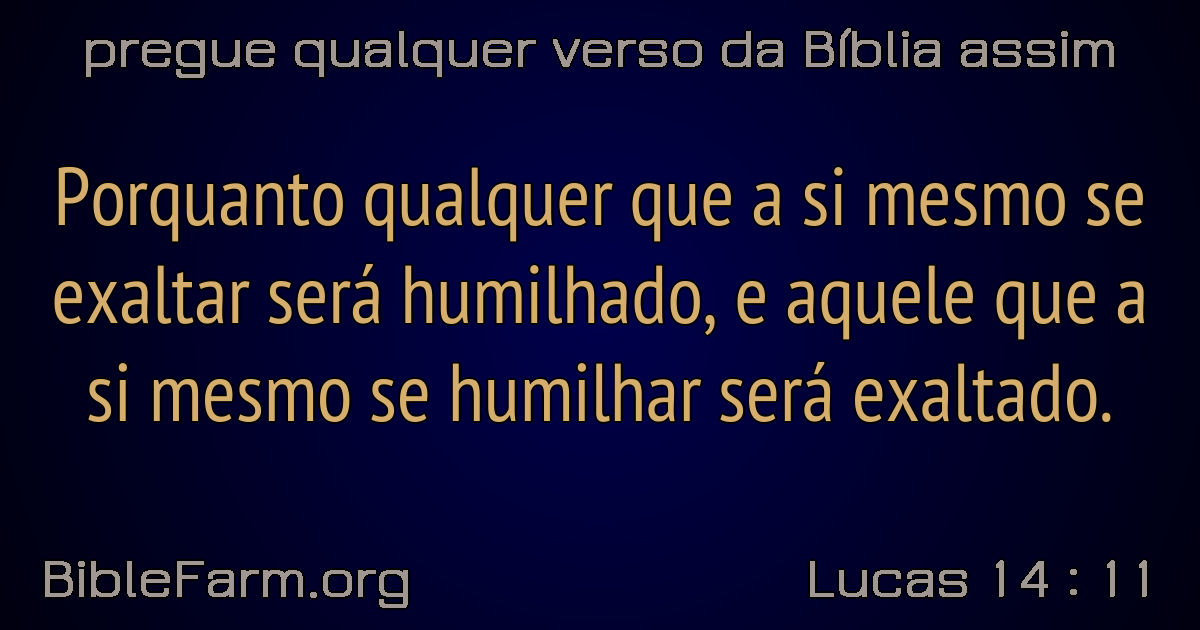 pregue qualquer verso da Bíblia assim
Porquanto qualquer que a si mesmo se
exaltar será humilhado, e aquele que a
si mesmo se humilhar será exaltado.
BibleFarm.org
Lucas 14 : 11